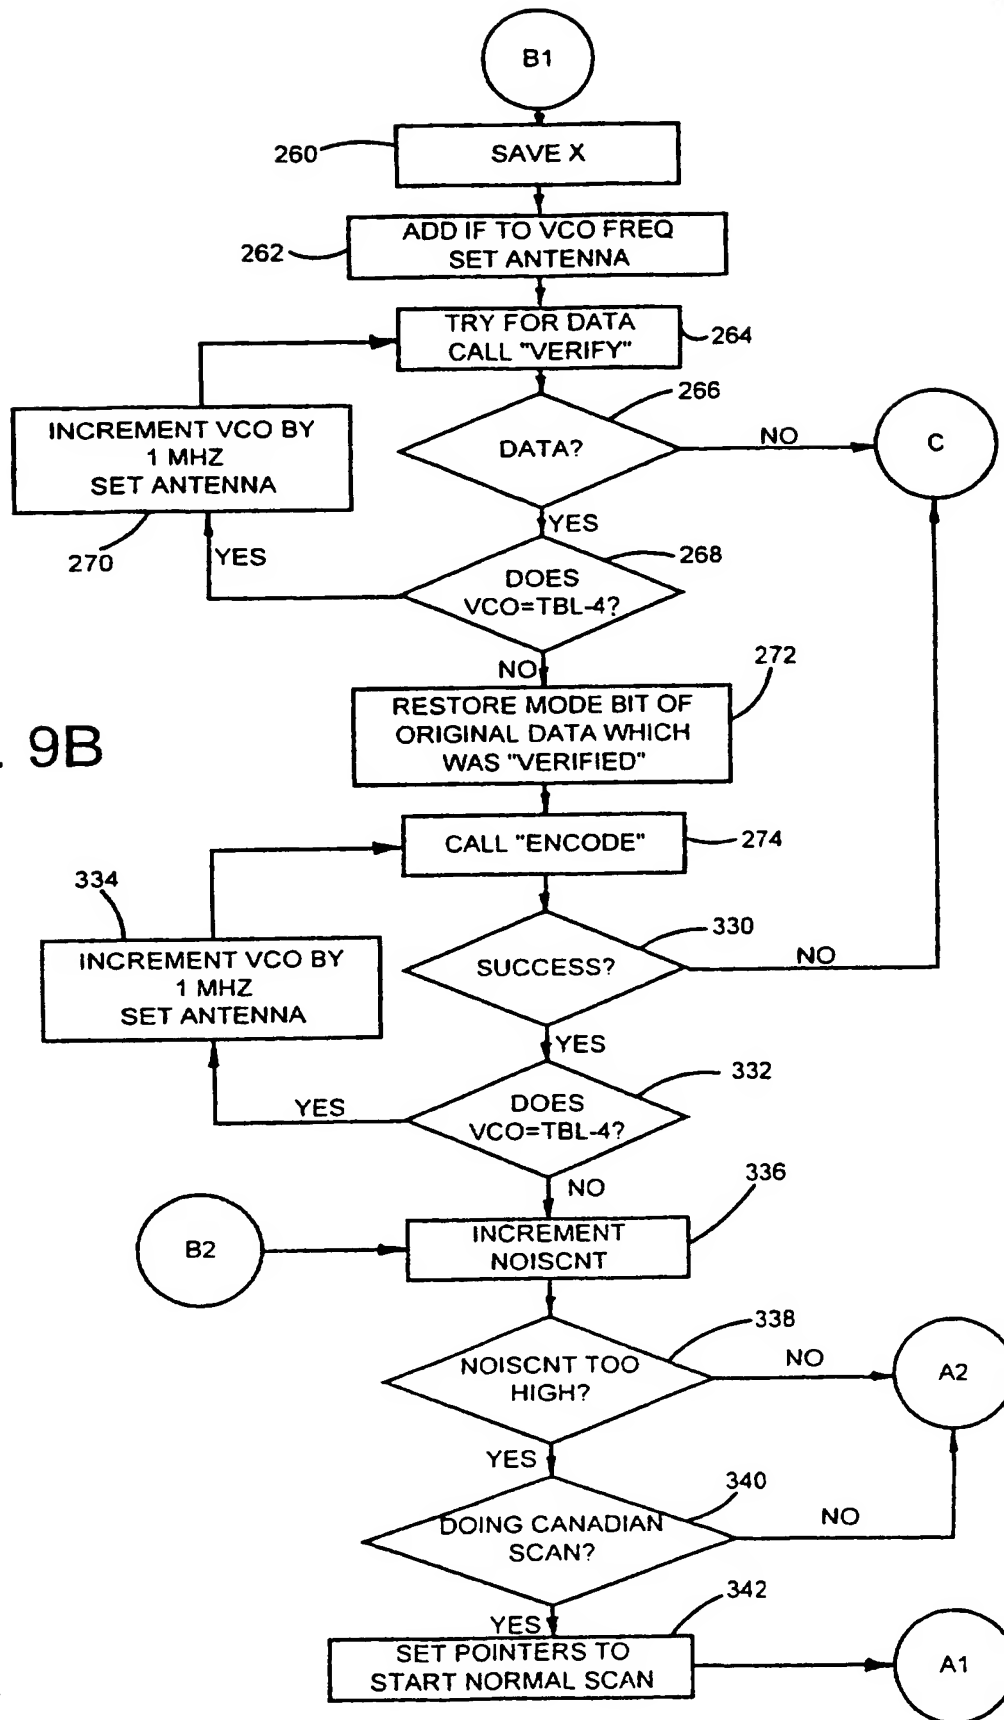 B1
260
SAVE X
262
ADD IF TO VCO FREQ
SET ANTENNA
TRY FOR DATA
CALL "VERIFY"
264
266
DATA?
NO
C
INCREMENT VCO BY
1 MHZ
SET ANTENNA
270
YES
YES
268
DOES
VCO=TBL-4?
NO
272
RESTORE MODE BIT OF
ORIGINAL DATA WHICH
WAS "VERIFIED"
. 9B
CALL "ENCODE"
274
334
INCREMENT VCO BY
1 MHZ
SET ANTENNA
330
SUCCESS?
NO
YES
332
DOES
VCO=TBL-4?
YES
NO
336
B2
INCREMENT
NOISCNT
338
NOISCNT TOO
HIGH?
NO
A2
YES
340
DOING CANADIAN
SCAN?
NO
YES
342
SET POINTERS TO
START NORMAL SCAN
A1